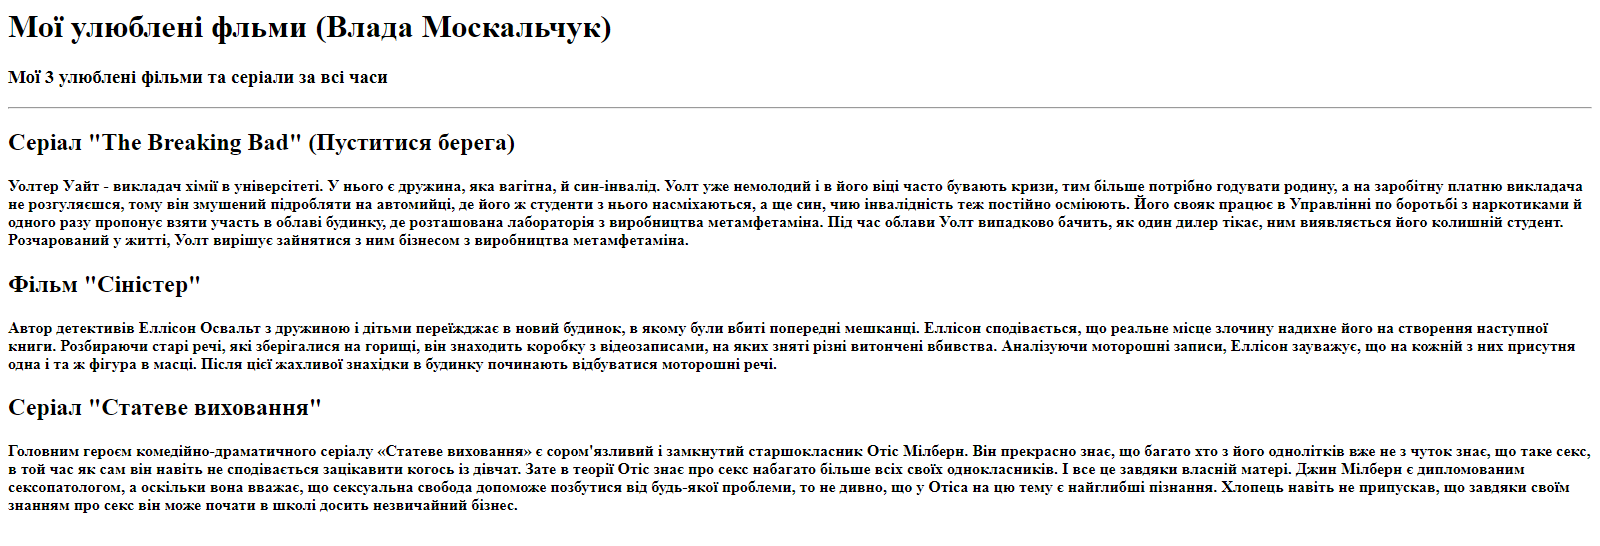 Мої улюблені фльми (Влада Москальчук)
Мої 3 улюблені фільми та серіали за всі часи
Серіал "The Breaking Bad" (Пуститися берега)
Уолтер Уайт - викладач хімії в університеті. У нього є дружина, яка вагітна, й син-інвалід. Уолт уже немолодий і в його віці часто бувають кризи, тим більше потрібно годувати родину, а на заробітну платню викладача
не розгуляєшся, тому він змушений підробляти на автомийці, де його ж студенти з нього насміхаються, а ще син, чию інвалідність теж постійно осміюють. Його свояк працює в Управлінні по боротьбі з наркотиками й
одного разу пропонує взяти участь в облаві будинку, де розташована лабораторія з виробництва метамфетаміна. Під час облави Уолт випадково бачить, як один дилер тікає, ним виявляється його колишній студент.
Розчарований у житті, Уолт вирішує зайнятися з ним бізнесом з виробництва метамфетаміна.
Фільм "Сіністер"
Автор детективів Еллісон Освальт з дружиною і дітьми переїжджає в новий будинок, в якому були вбиті попередні мешканці. Еллісон сподівається, що реальне місце злочину надихне його на створення наступної
книги. Розбираючи старі речі, які зберігалися на горищі, він знаходить коробку з відеозаписами, на яких зняті різні витончені вбивства. Аналізуючи моторошні записи, Еллісон зауважує, що на кожній з них присутня
одна і та ж фігура в масці. Після цієї жахливої знахідки в будинку починають відбуватися моторошні речі.
Серіал "Статеве виховання"
Головним героєм комедійно-драматичного серіалу «Статеве виховання» є сором'язливий і замкнутий старшокласник Отіс Мілберн. Він прекрасно знає, що багато хто з його однолітків вже не з чуток знає, що таке секс,
в той час як сам він навіть не сподівається зацікавити когось із дівчат. Зате в теорії Отіс знає про секс набагато більше всіх своїх однокласників. І все це завдяки власній матері. Джин Мілберн є дипломованим
сексопатологом, а оскільки вона вважає, що сексуальна свобода допоможе позбутися від будь-якої проблеми, то не дивно, що у Отіса на цю тему є найглибші пізнання. Хлопець навіть не припускав, що завдяки своїм
знанням про секс він може почати в школі досить незвичайний бізнес.